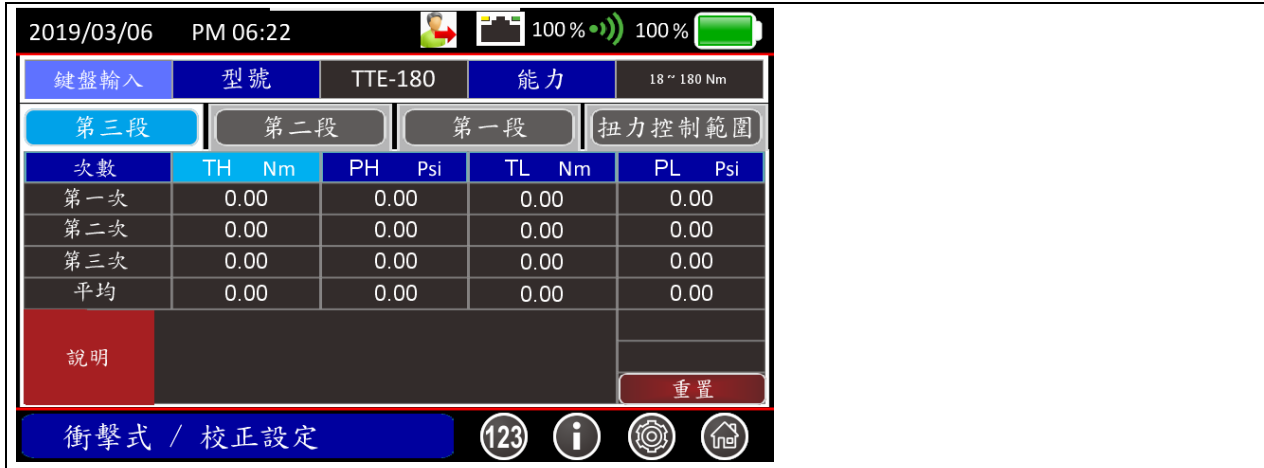 2019/03/06 PM 06:22 100 % 100 %
鍵盤輸入 型號 TTE-180 能力 18 ~ 180 Nm
第三段 第二段 第一段 扭力控制範圍
次數 TH Nm PH Psi TL Nm PL Psi
第一次 0.00 0.00 0.00 0.00
第二次 0.00 0.00 0.00 0.00
第三次 0.00 0.00 0.00 0.00
平均 0.00 0.00 0.00 0.00
說明
重置
衝擊式 / 校正設定 123 i